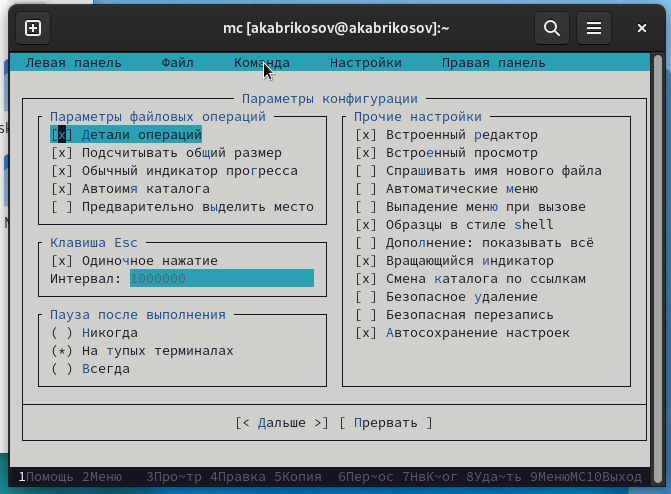 mc [akabrikosov@akabrikosov]:~
Левая панель Файл Команда Настройки Правая панель
Параметры конфигурации
Параметры файловых операций
[x] Детали операций
[x] Подсчитывать общий размер
[x] Обычный индикатор прогресса
[x] Автоимя каталога
[ ] Предварительно выделить место
Клавиша Esc
[x] Одиночное нажатие
Интервал: 1000000
Пауза после выполнения
( ) Никогда
(*) На тупых терминалах
( ) Всегда
Прочие настройки
[x] Встроенный редактор
[x] Встроенный просмотр
[ ] Спрашивать имя нового файла
[ ] Автоматические меню
[ ] Выпадение меню при вызове
[x] Образцы в стиле shell
[ ] Дополнение: показывать всё
[x] Вращающийся индикатор
[x] Смена каталога по ссылкам
[ ] Безопасное удаление
[ ] Безопасная перезапись
[x] Автосохранение настроек
[< Дальше >] [ Прервать ]
1Помощь 2Меню 3Про~тр 4Правка 5Копия 6Пер~ос 7НвК~ог 8Уда~ть 9МенюMC10Выход